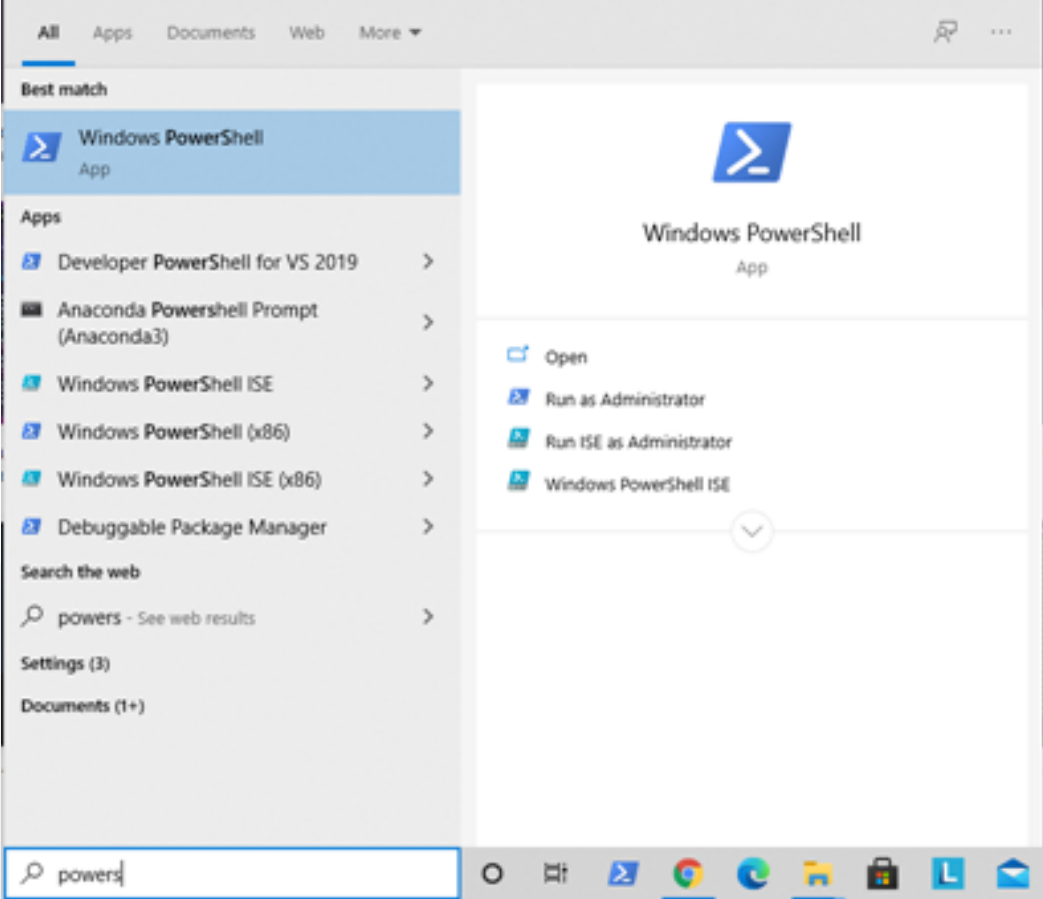 All Apps Documents Web More
Best match
Windows PowerShell
App
Apps
Developer PowerShell for VS 2019
Anaconda Powershell Prompt
(Anaconda3)
Windows PowerShell ISE
Windows PowerShell (x86)
Windows PowerShell ISE (x86)
Debuggable Package Manager
Search the web
powers - See web results
Settings (3)
Documents (1+)
Windows PowerShell
App
Open
Run as Administrator
Run ISE as Administrator
Windows PowerShell ISE
powers
L